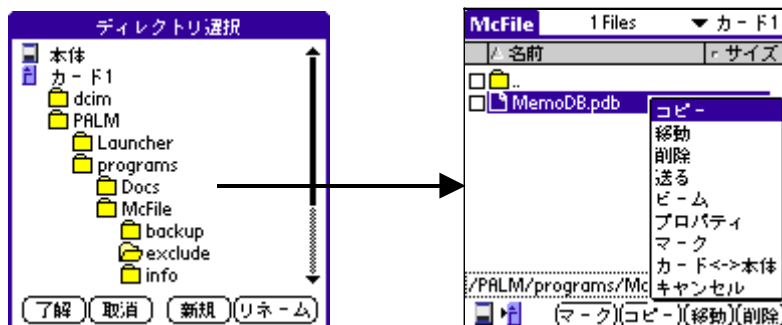 ディレクトリ選択
本体
カード1
dcim
PALM
Launcher
programs
Docs
McFile
backup
exclude
info
了解 取消 新規 リネーム
McFile 1 Files カード1
名前 サイズ
..
MemoDB.pdb
コピー
移動
削除
送る
ビーム
プロパティ
マーク
カード<->本体
キャンセル
/PALM/programs/Mc
マーク コピー 移動 削除